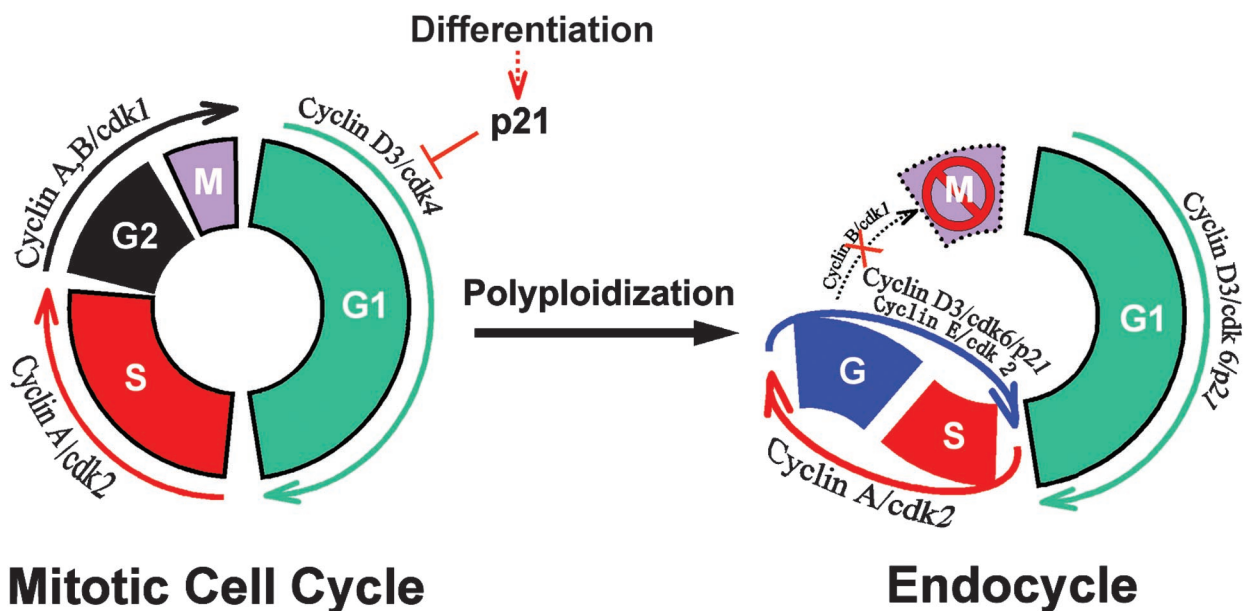 Differentiation
p21
Cyclin A,B/cdk1
Cyclin D3/cdk4
M
G2
G1
S
Cyclin A/cdk2
Polyploidization
M
Cyclin B/cdk1
Cyclin D3/cdk6/p21
Cyclin E/cdk 2
G
S
Cyclin A/cdk2
G1
Cyclin D3/cdk 6/p21
Mitotic Cell Cycle
Endocycle